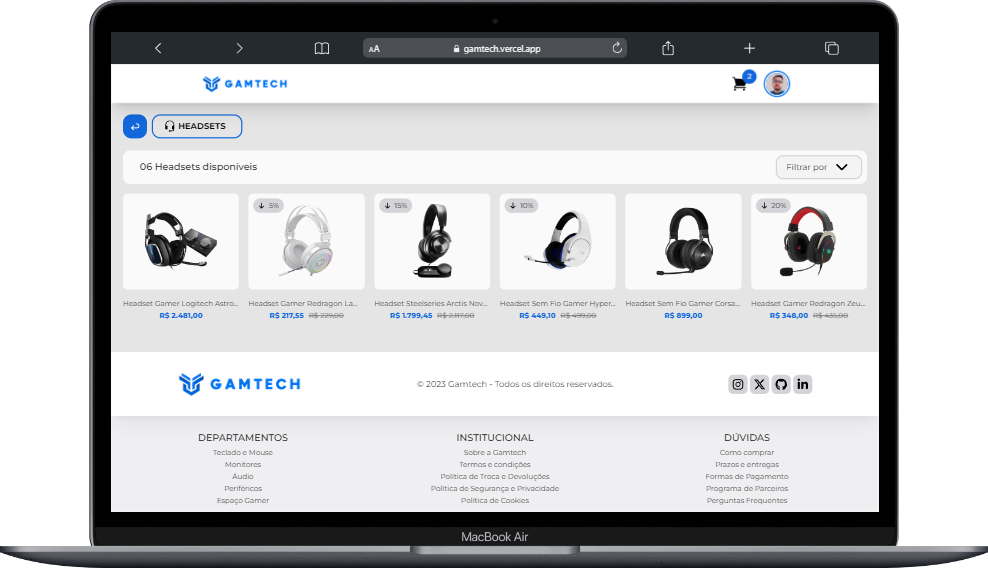 AA gamtech.vercel.app
GAMTECH
2
HEADSETS
06 Headsets disponíveis
Filtrar por
5%
15%
10%
20%
Headset Gamer Logitech Astro...
Headset Gamer Redragon La...
Headset Steelseries Arctis Nov...
Headset Sem Fio Gamer Hyper...
Headset Sem Fio Gamer Corsa...
Headset Gamer Redragon Zeu...
R$ 2.481,00
R$ 217,55 R$ 229,00
R$ 1.799,45 R$ 2.117,00
R$ 449,10 R$ 499,00
R$ 899,00
R$ 348,00 R$ 435,00
GAMTECH
© 2023 Gamtech - Todos os direitos reservados.
DEPARTAMENTOS
Teclado e Mouse
Monitores
Áudio
Periféricos
Espaço Gamer
INSTITUCIONAL
Sobre a Gamtech
Termos e condições
Política de Troca e Devoluções
Política de Segurança e Privacidade
Política de Cookies
DÚVIDAS
Como comprar
Prazos e entregas
Formas de Pagamento
Programa de Parceiros
Perguntas Frequentes
MacBook Air